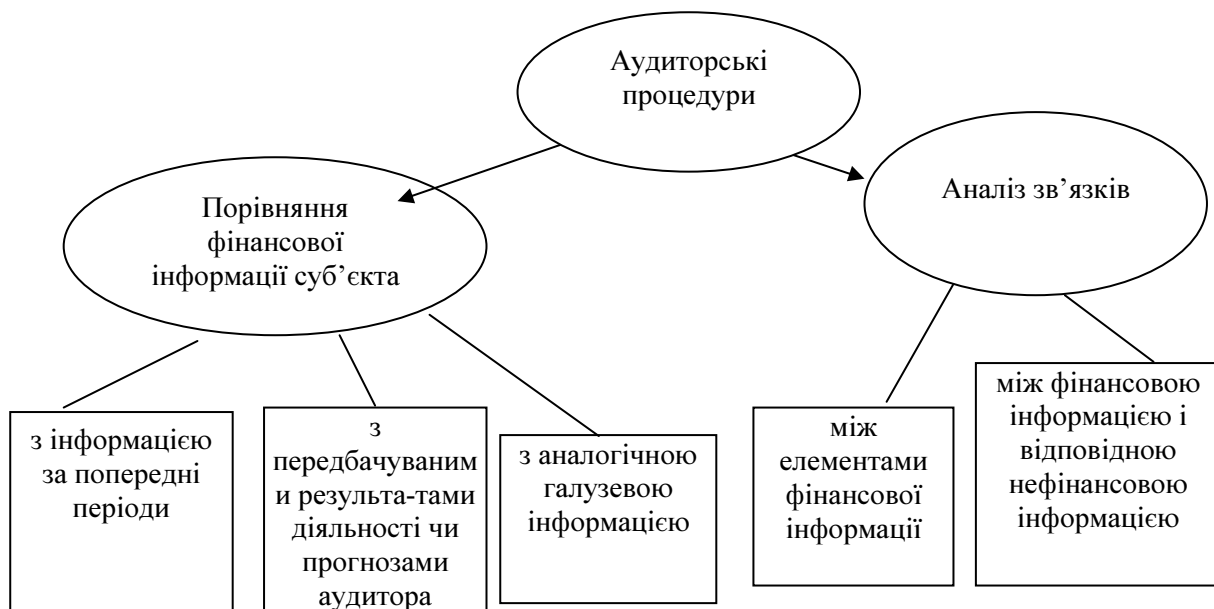 Аудиторські
процедури
Порівняння
фінансової
інформації суб’єкта
Аналіз зв’язків
з інформацією
за попередні
періоди
з
передбачуваним
и результа-тами
діяльності чи
прогнозами
аудитора
з аналогічною
галузевою
інформацією
між
елементами
фінансової
інформації
між фінансовою
інформацією і
відповідною
нефінансовою
інформацією